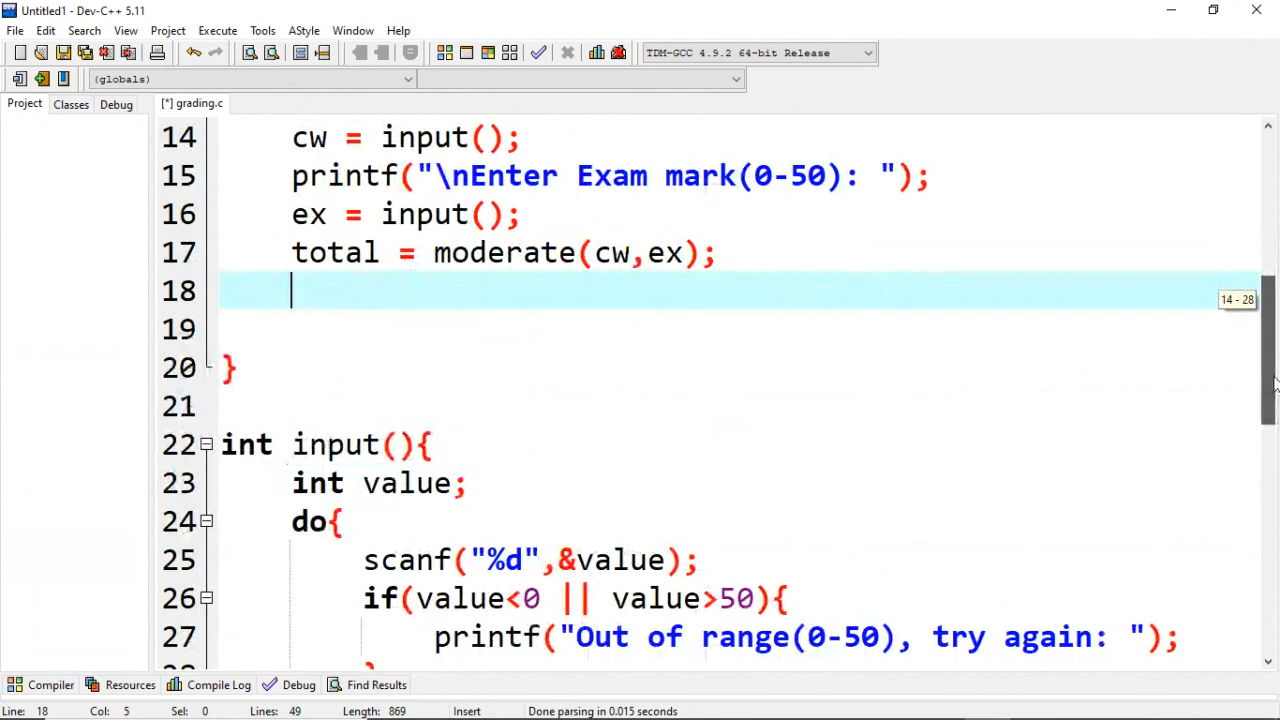 Untitled1 - Dev-C++ 5.11
File Edit Search View Project Execute Tools AStyle Window Help
TDM-GCC 4.9.2 64-bit Release
(globals)
Project Classes Debug [*] grading.c
14 cw = input();
15 printf("\nEnter Exam mark(0-50): ");
16 ex = input();
17 total = moderate(cw,ex);
18
14 - 28
19
20 }
21
22 int input(){
23 int value;
24 do{
25 scanf("%d",&value);
26 if(value<0 || value>50){
27 printf("Out of range(0-50), try again: ");
28 }
Compiler Resources Compile Log Debug Find Results
Line: 18 Col: 5 Sel: 0 Lines: 49 Length: 869 Insert Done parsing in 0.015 seconds